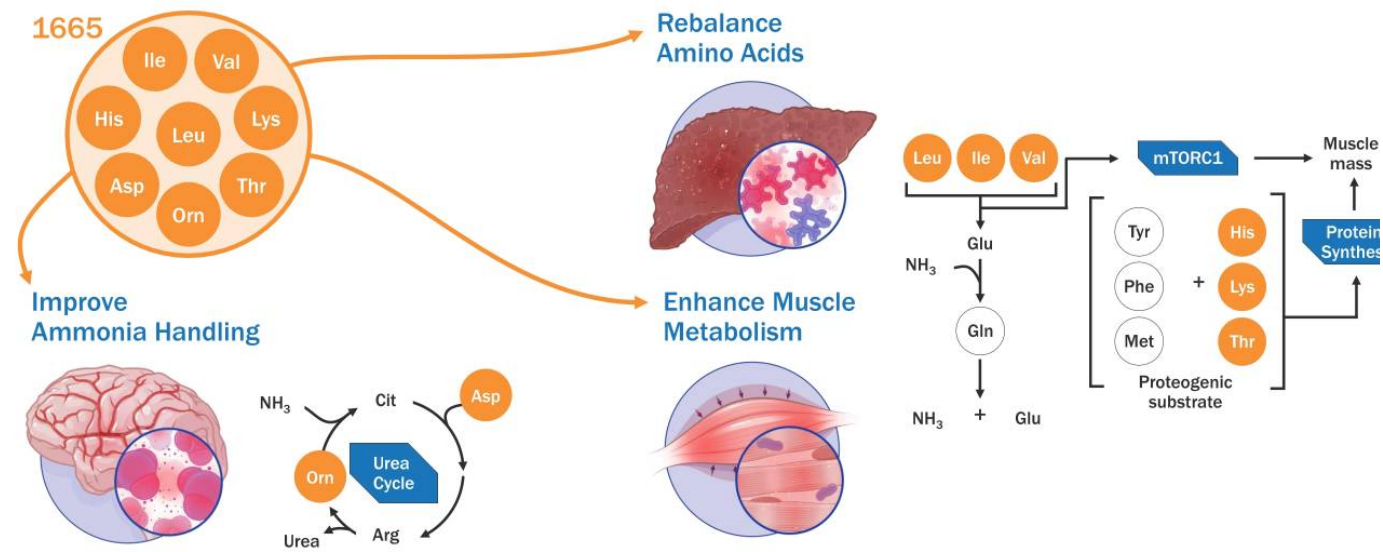 1665
Ile
Val
His
Leu
Lys
Asp
Thr
Orn
Rebalance
Amino Acids
Improve
Ammonia Handling
Enhance Muscle
Metabolism
NH₃
Cit
Asp
Orn
Urea
Cycle
Urea
Arg
Leu
Ile
Val
mTORC1
Muscle
mass
Glu
NH₃
Gln
NH₃
+
Glu
Tyr
His
Phe
+
Lys
Met
Thr
Proteogenic
substrate
Protein
Synthes